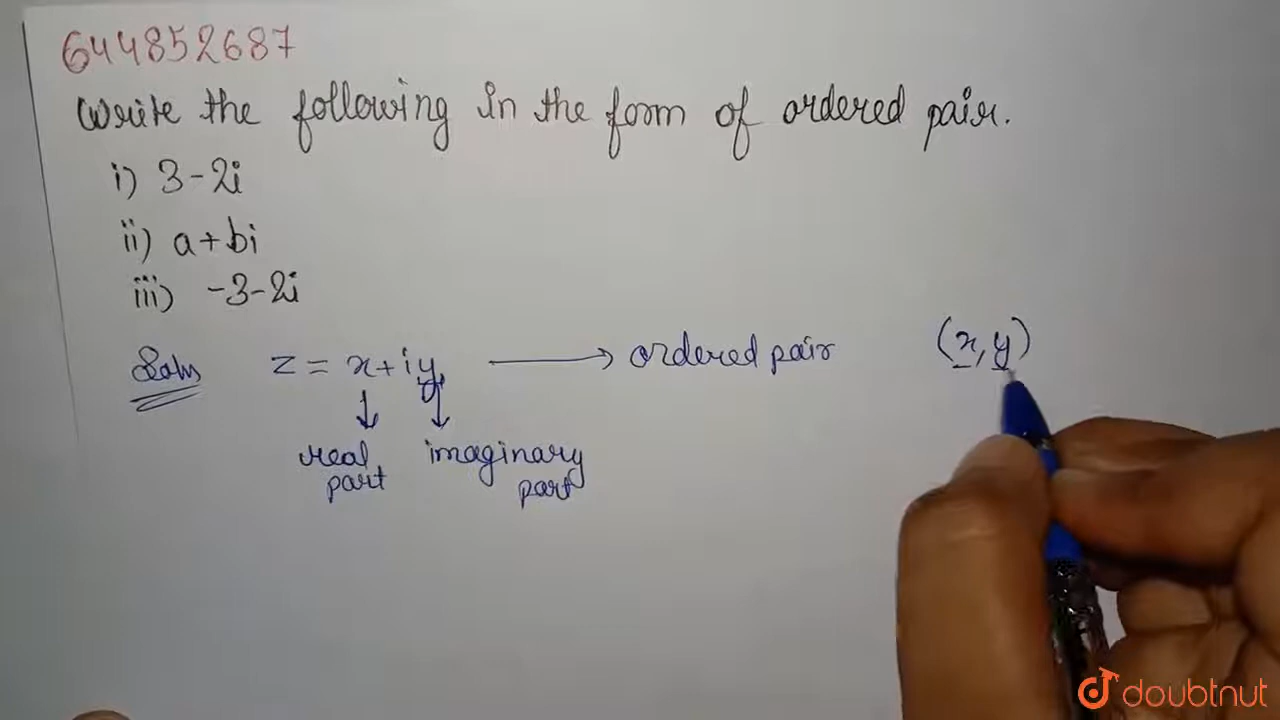 644852687
Write the following in the form of ordered pair.
i) 3-2i
ii) a+bi
iii) -3-2i
Soln z = x+iy → ordered pair (x,y)
↓ ↓
real imaginary
part part
doubtnut